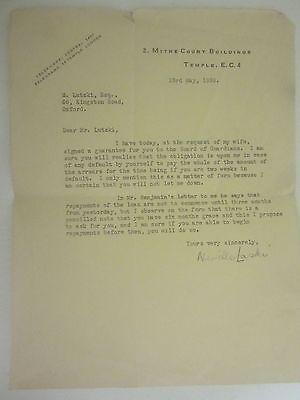 TELEPHONE: CENTRAL
TELEGRAMS:
2, MITRE COURT BUILDINGS
TEMPLE, E.C.4
23rd May,
M. Lutzki, Esq.,
Kingston Road,
Oxford.
Dear Mr. Lutzki,
I have today, at the request of my wife,
signed a guarantee for you to the Board of Guardians. I
am sure you will realise that the obligation is upon me in case
of any default by yourself to pay the whole of the amount of
the arrears for the time being if you are two weeks in
default. I only mention this as a matter of form because I
am certain that you will not let me down.
In Mr. Benjamin's letter to me he says that
repayments of the loan are not to commence until three months
from yesterday, but I observe on the form that there is a
pencilled note that you have six months grace and this I propose
to ask for you, and I am sure if you are able to begin
repayments before then, you will do so.
Yours very sincerely,
Neville Laski